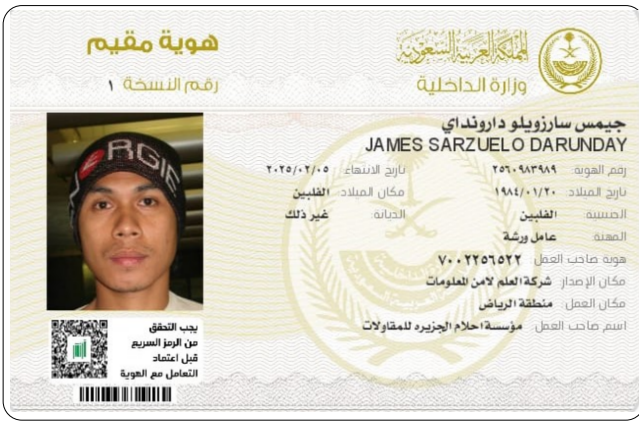 المملكة العربية السعودية
وزارة الداخلية
هوية مقيم
رقم النسخة ١
جيمس سارزويلو دارونداي
JAMES SARZUELO DARUNDAY
رقم الهوية ٢٥٦٠٩٨٣٩٨٩ تاريخ الانتهاء ٢٠٢٥/٠٢/٠٥
تاريخ الميلاد ١٩٨٤/٠١/٢٠ مكان الميلاد الفلبين
الجنسية الفلبين الديانة غير ذلك
المهنة عامل ورشة
هوية صاحب العمل ٧٠٠٢٢٥٦٥٢٢
مكان الإصدار شركة العلم لامن المعلومات
مكان العمل منطقة الرياض
اسم صاحب العمل مؤسسة احلام الجزيره للمقاولات
RGIE
يجب التحقق
من الرمز السريع
قبل اعتماد
التعامل مع الهوية